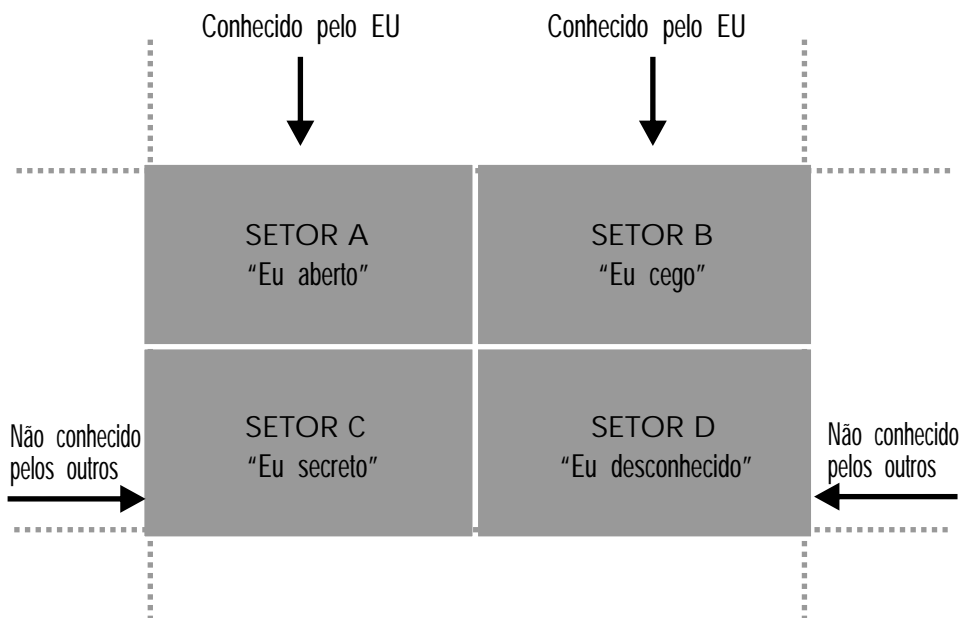 Conhecido pelo EU
Conhecido pelo EU
SETOR A
“Eu aberto”
SETOR B
“Eu cego”
SETOR C
“Eu secreto”
SETOR D
“Eu desconhecido”
Não conhecido
pelos outros
Não conhecido
pelos outros